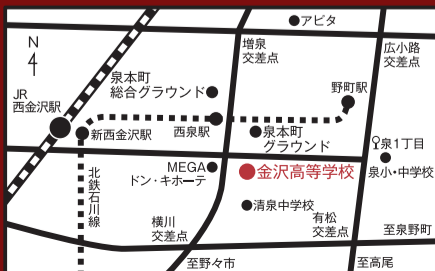 アピタ
N
増泉
交差点
広小路
交差点
泉本町
総合グラウンド
野町駅
JR
西金沢駅
新西金沢駅
西泉駅
泉本町
グラウンド
泉1丁目
泉小・中学校
MEGA
ドン・キホーテ
金沢高等学校
北鉄石川線
清泉中学校
横川
交差点
有松
交差点
至泉野町
至野々市
至高尾